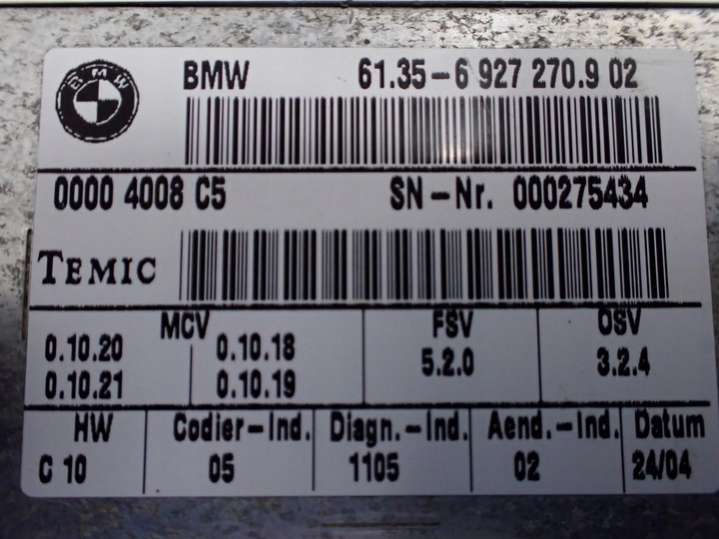 BMW
BMW 61.35-6 927 270.9 02
0000 4008 C5 SN-Nr. 000275434
TEMIC
MCV FSV OSV
0.10.20 0.10.18 5.2.0 3.2.4
0.10.21 0.10.19
HW Codier-Ind. Diagn.-Ind. Aend.-Ind. Datum
C 10 05 1105 02 24/04